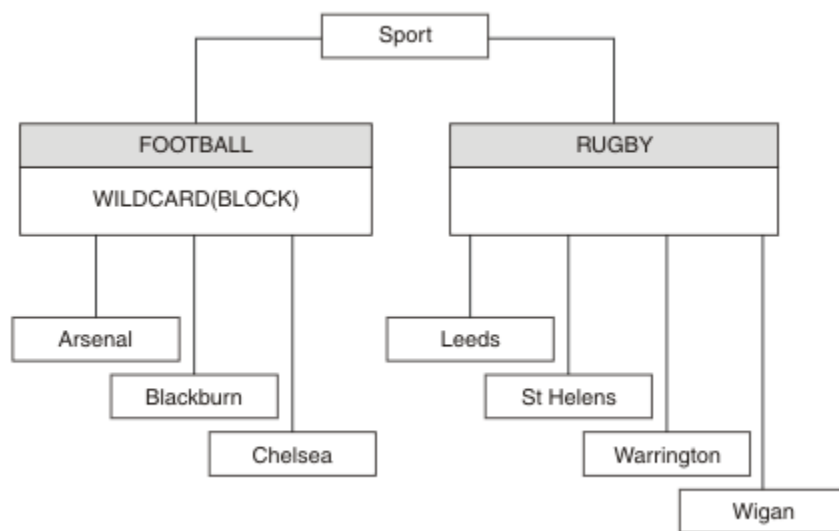 Sport
FOOTBALL
RUGBY
WILDCARD(BLOCK)
Arsenal
Leeds
Blackburn
St Helens
Chelsea
Warrington
Wigan